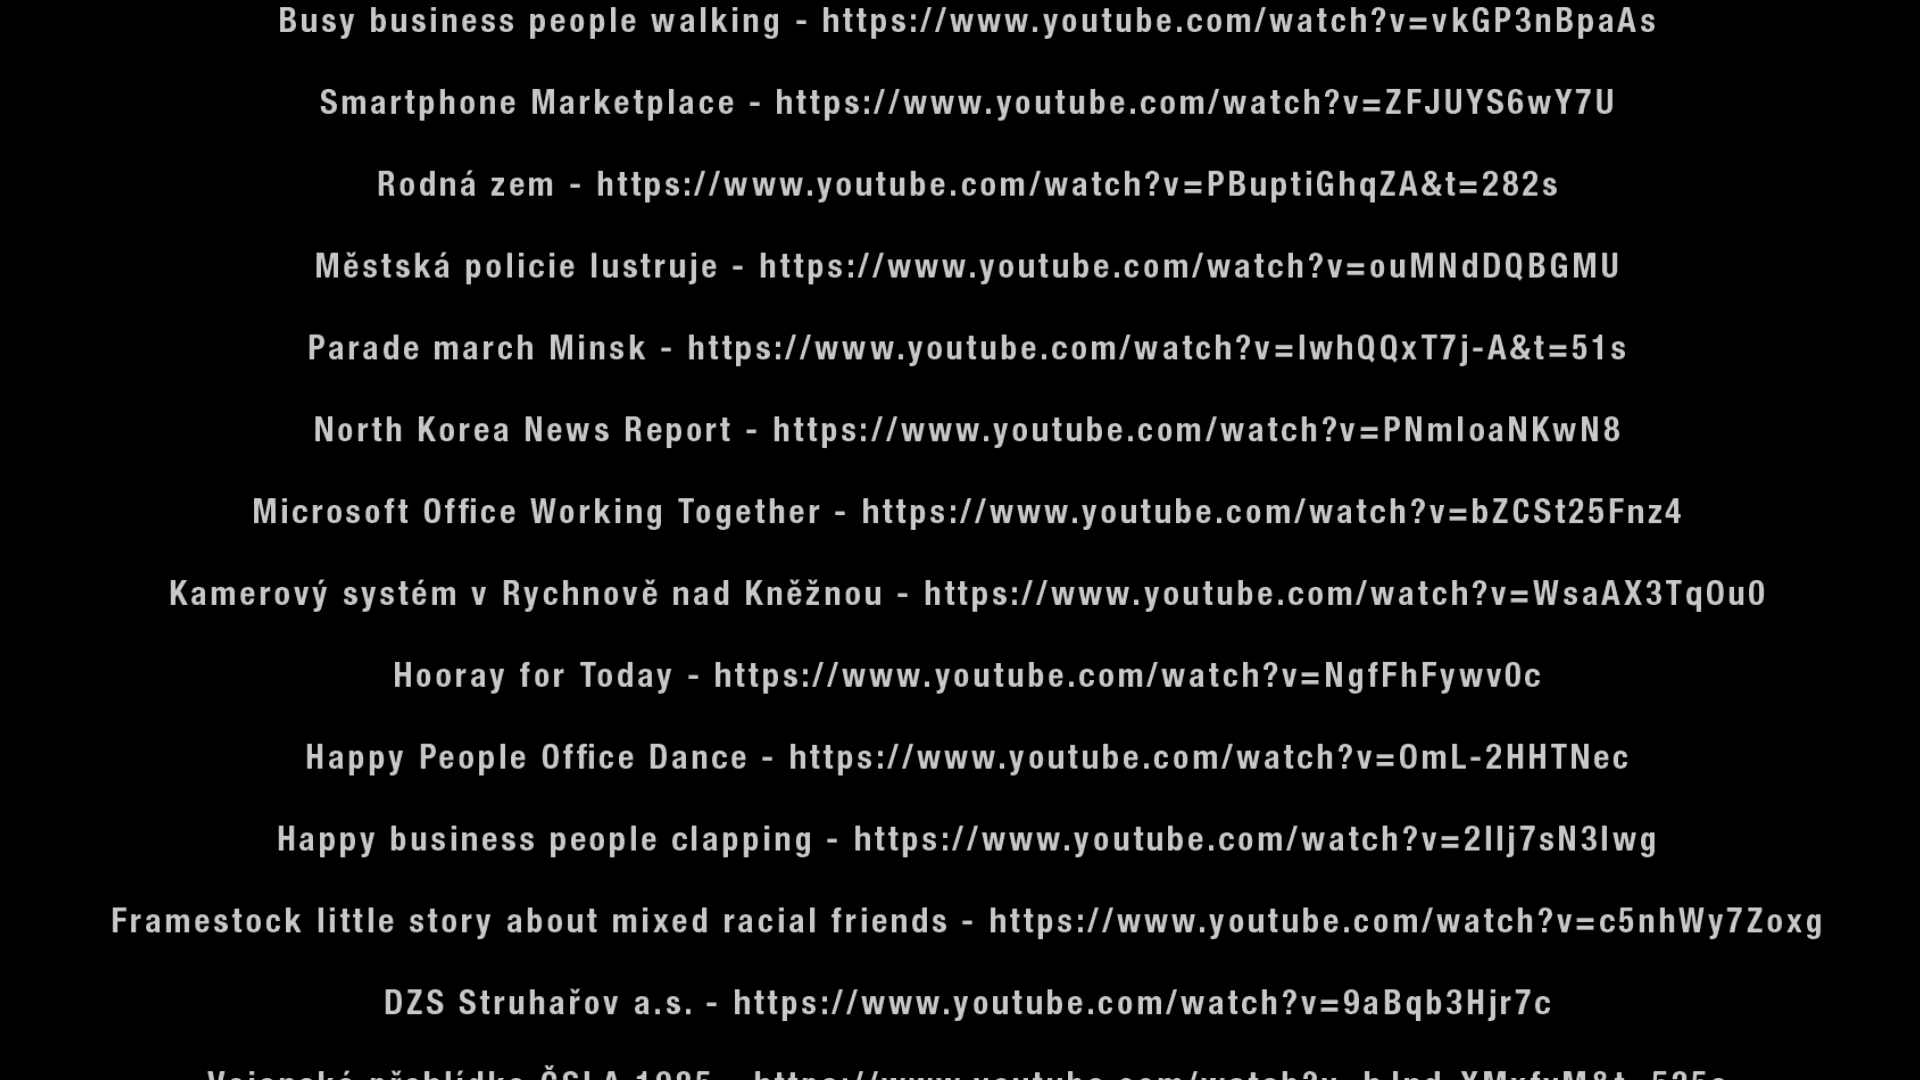 Busy business people walking - https://www.youtube.com/watch?v=vkGP3nBpaAs
Smartphone Marketplace - https://www.youtube.com/watch?v=ZFJUYS6wY7U
Rodná zem - https://www.youtube.com/watch?v=PBuptiGhqZA&t=282s
Městská policie lustruje - https://www.youtube.com/watch?v=ouMNdDQBGMU
Parade march Minsk - https://www.youtube.com/watch?v=IwhQQxT7j-A&t=51s
North Korea News Report - https://www.youtube.com/watch?v=PNmIoaNKwN8
Microsoft Office Working Together - https://www.youtube.com/watch?v=bZCSt25Fnz4
Kamerový systém v Rychnově nad Kněžnou - https://www.youtube.com/watch?v=WsaAX3TqOu0
Hooray for Today - https://www.youtube.com/watch?v=NgfFhFywv0c
Happy People Office Dance - https://www.youtube.com/watch?v=OmL-2HHTNec
Happy business people clapping - https://www.youtube.com/watch?v=2IIj7sN3Iwg
Framestock little story about mixed racial friends - https://www.youtube.com/watch?v=c5nhWy7Zoxg
DZS Struhařov a.s. - https://www.youtube.com/watch?v=9aBqb3Hjr7c
Vojenská přehlídka ČSLA 1985 -